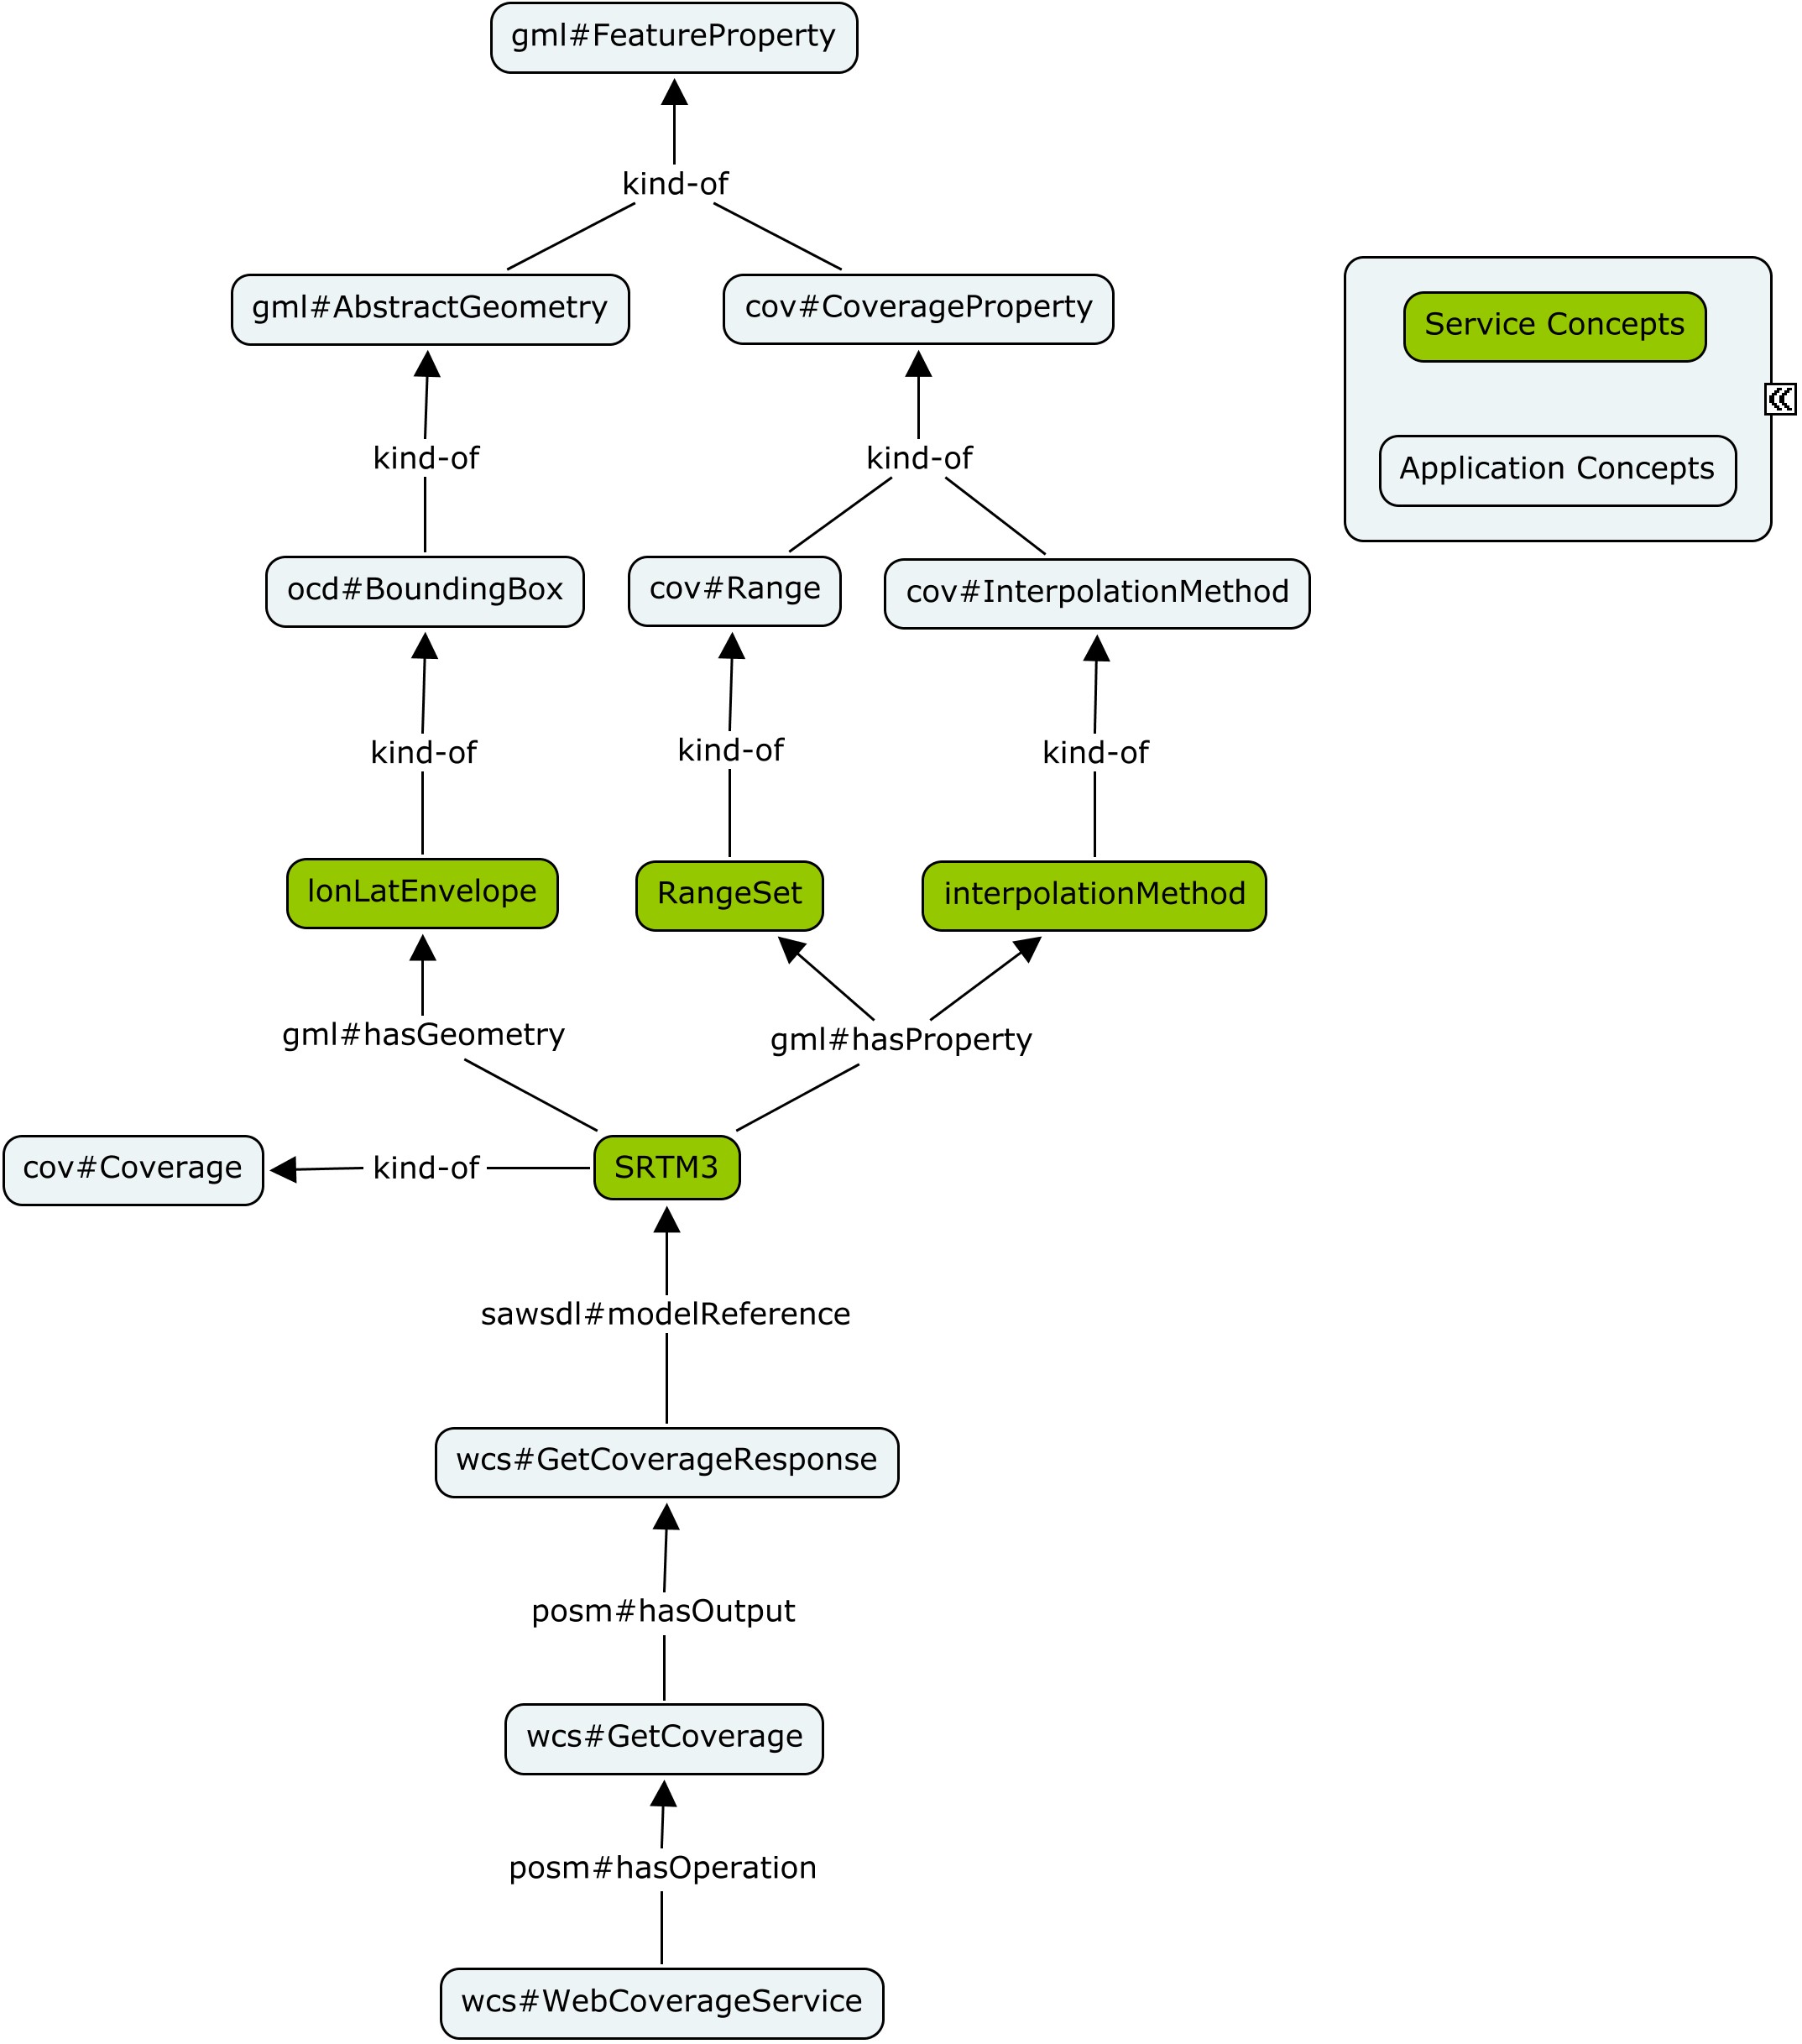 gml#FeatureProperty
kind-of
gml#AbstractGeometry
cov#CoverageProperty
Service Concepts
Application Concepts
kind-of
kind-of
ocd#BoundingBox
cov#Range
cov#InterpolationMethod
kind-of
kind-of
kind-of
lonLatEnvelope
RangeSet
interpolationMethod
gml#hasGeometry
gml#hasProperty
cov#Coverage
kind-of
SRTM3
sawsdl#modelReference
wcs#GetCoverageResponse
posm#hasOutput
wcs#GetCoverage
posm#hasOperation
wcs#WebCoverageService